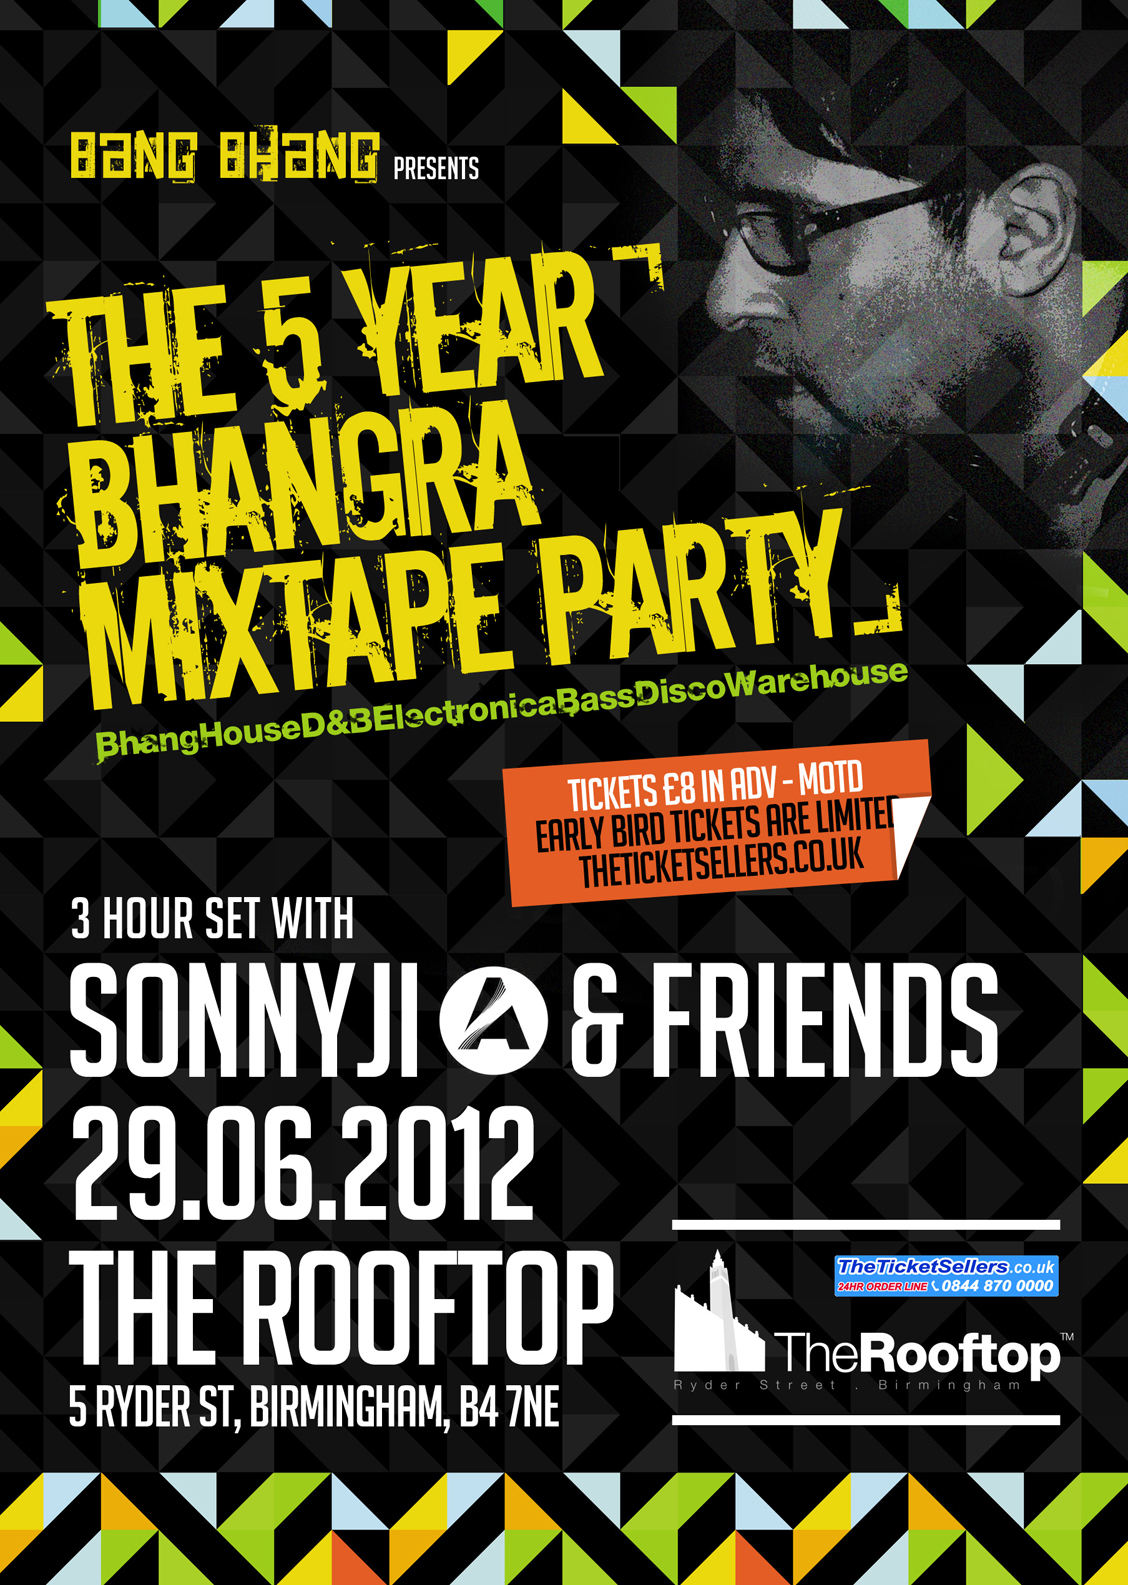 BANG BHANG PRESENTS
THE 5 YEAR
BHANGRA
MIXTAPE PARTY
BhangHouseD&BElectronicaBassDiscoWarehouse
TICKETS £8 IN ADV - MOTD
EARLY BIRD TICKETS ARE LIMITED
THETICKETSELLERS.CO.UK
3 HOUR SET WITH
SONNYJI & FRIENDS
29.06.2012
THE ROOFTOP
5 RYDER ST, BIRMINGHAM, B4 7NE
TheTicketSellers.co.uk
24HR ORDER LINE 0844 870 0000
TheRooftop™
Ryder Street . Birmingham